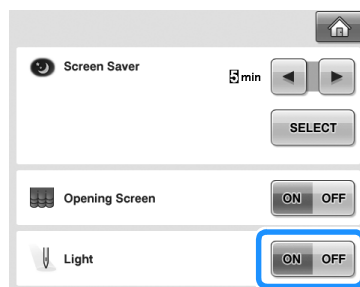 Screen Saver
5 min
SELECT
Opening Screen
ON OFF
Light
ON OFF